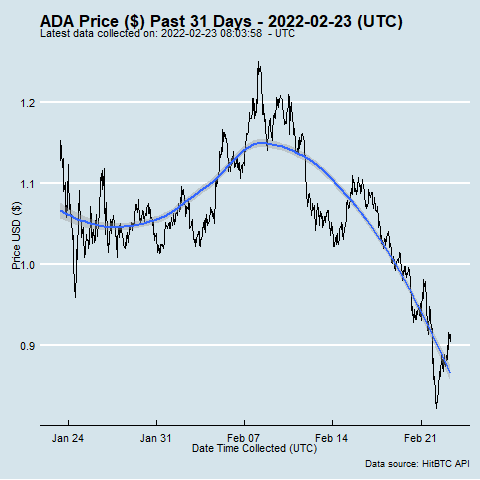 ADA Price ($) Past 31 Days - 2022-02-23 (UTC)
Latest data collected on: 2022-02-23 08:03:58 - UTC
1.2
1.1
1.0
0.9
Price USD ($)
Jan 24 Jan 31 Feb 07 Feb 14 Feb 21
Date Time Collected (UTC)
Data source: HitBTC API